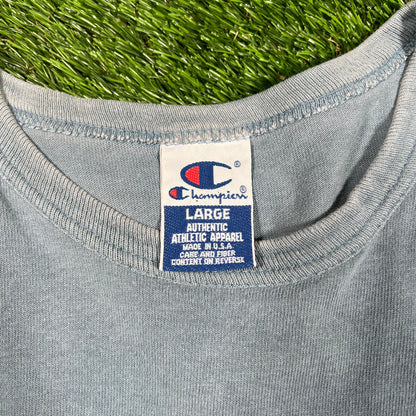 ®
Champion®
LARGE
AUTHENTIC
ATHLETIC APPAREL
MADE IN U.S.A.
CARE AND FIBER
CONTENT ON REVERSE